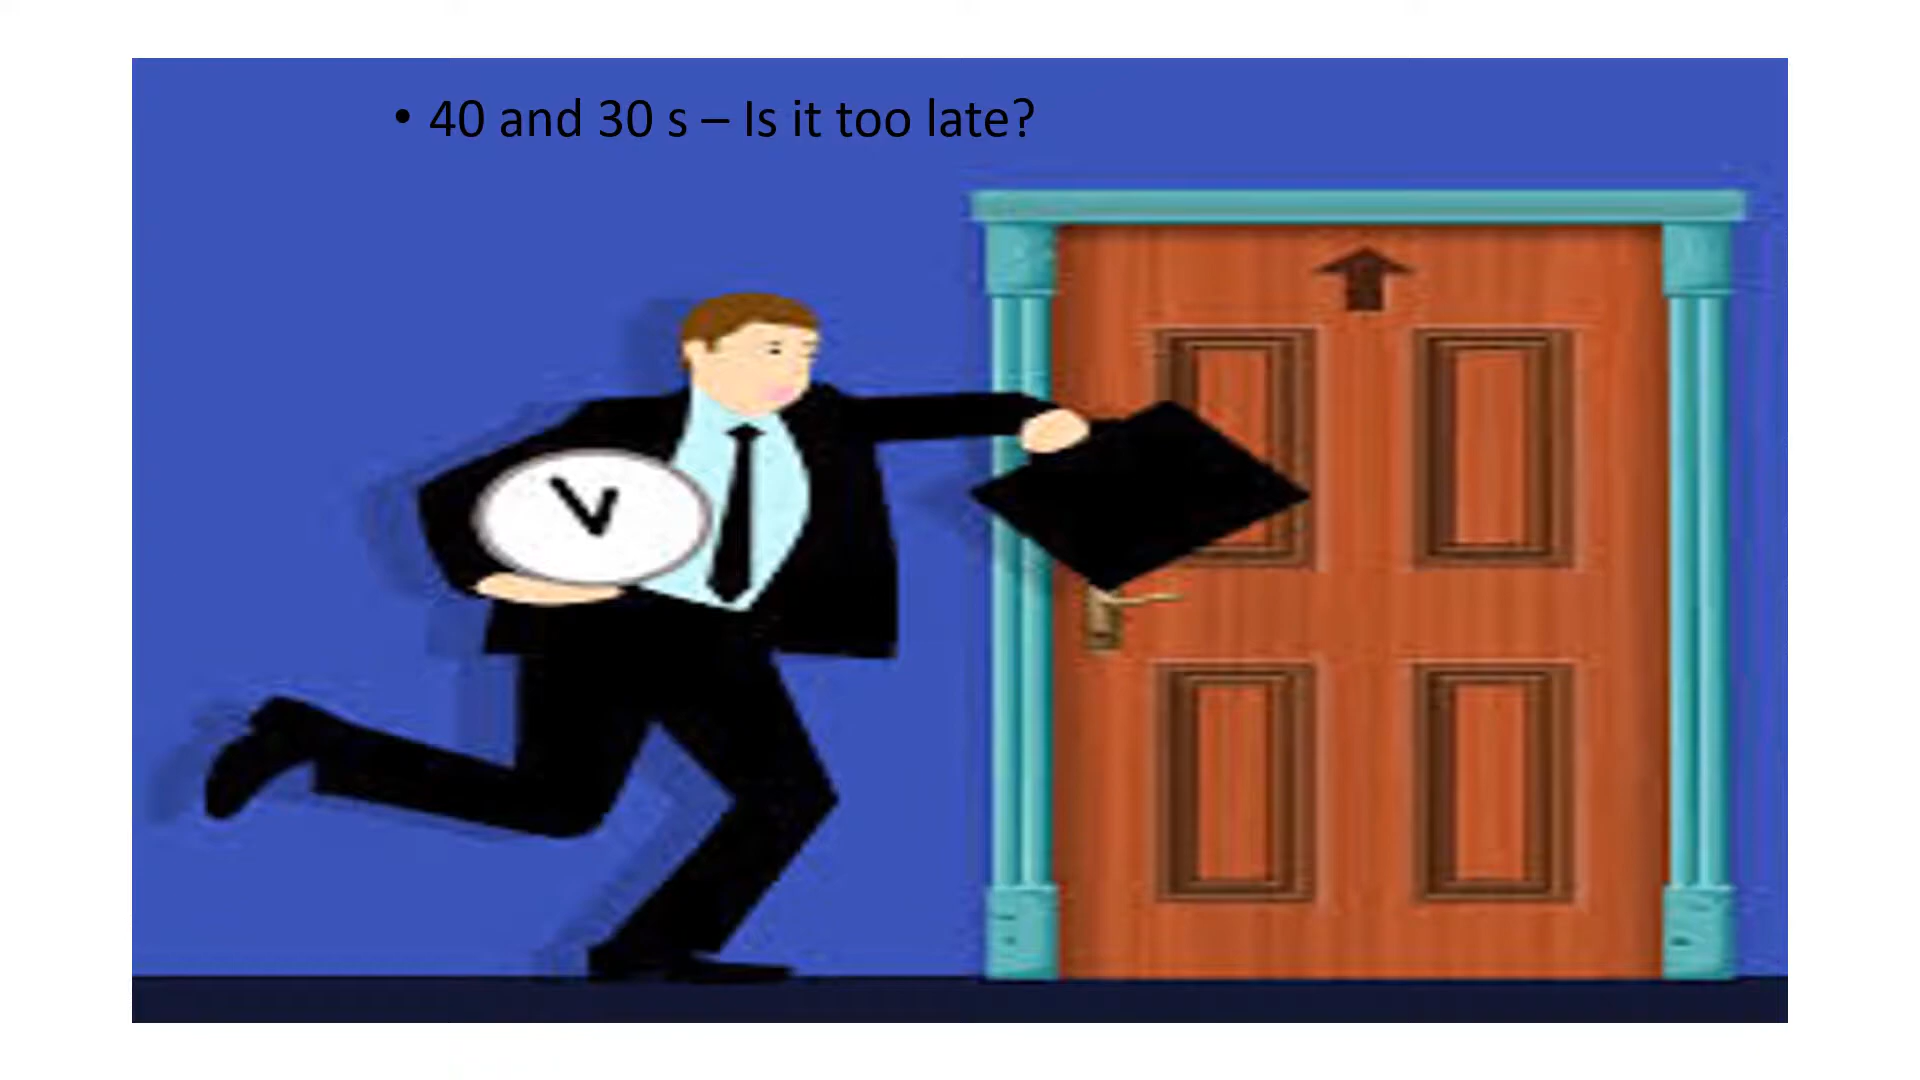 • 40 and 30 s – Is it too late?